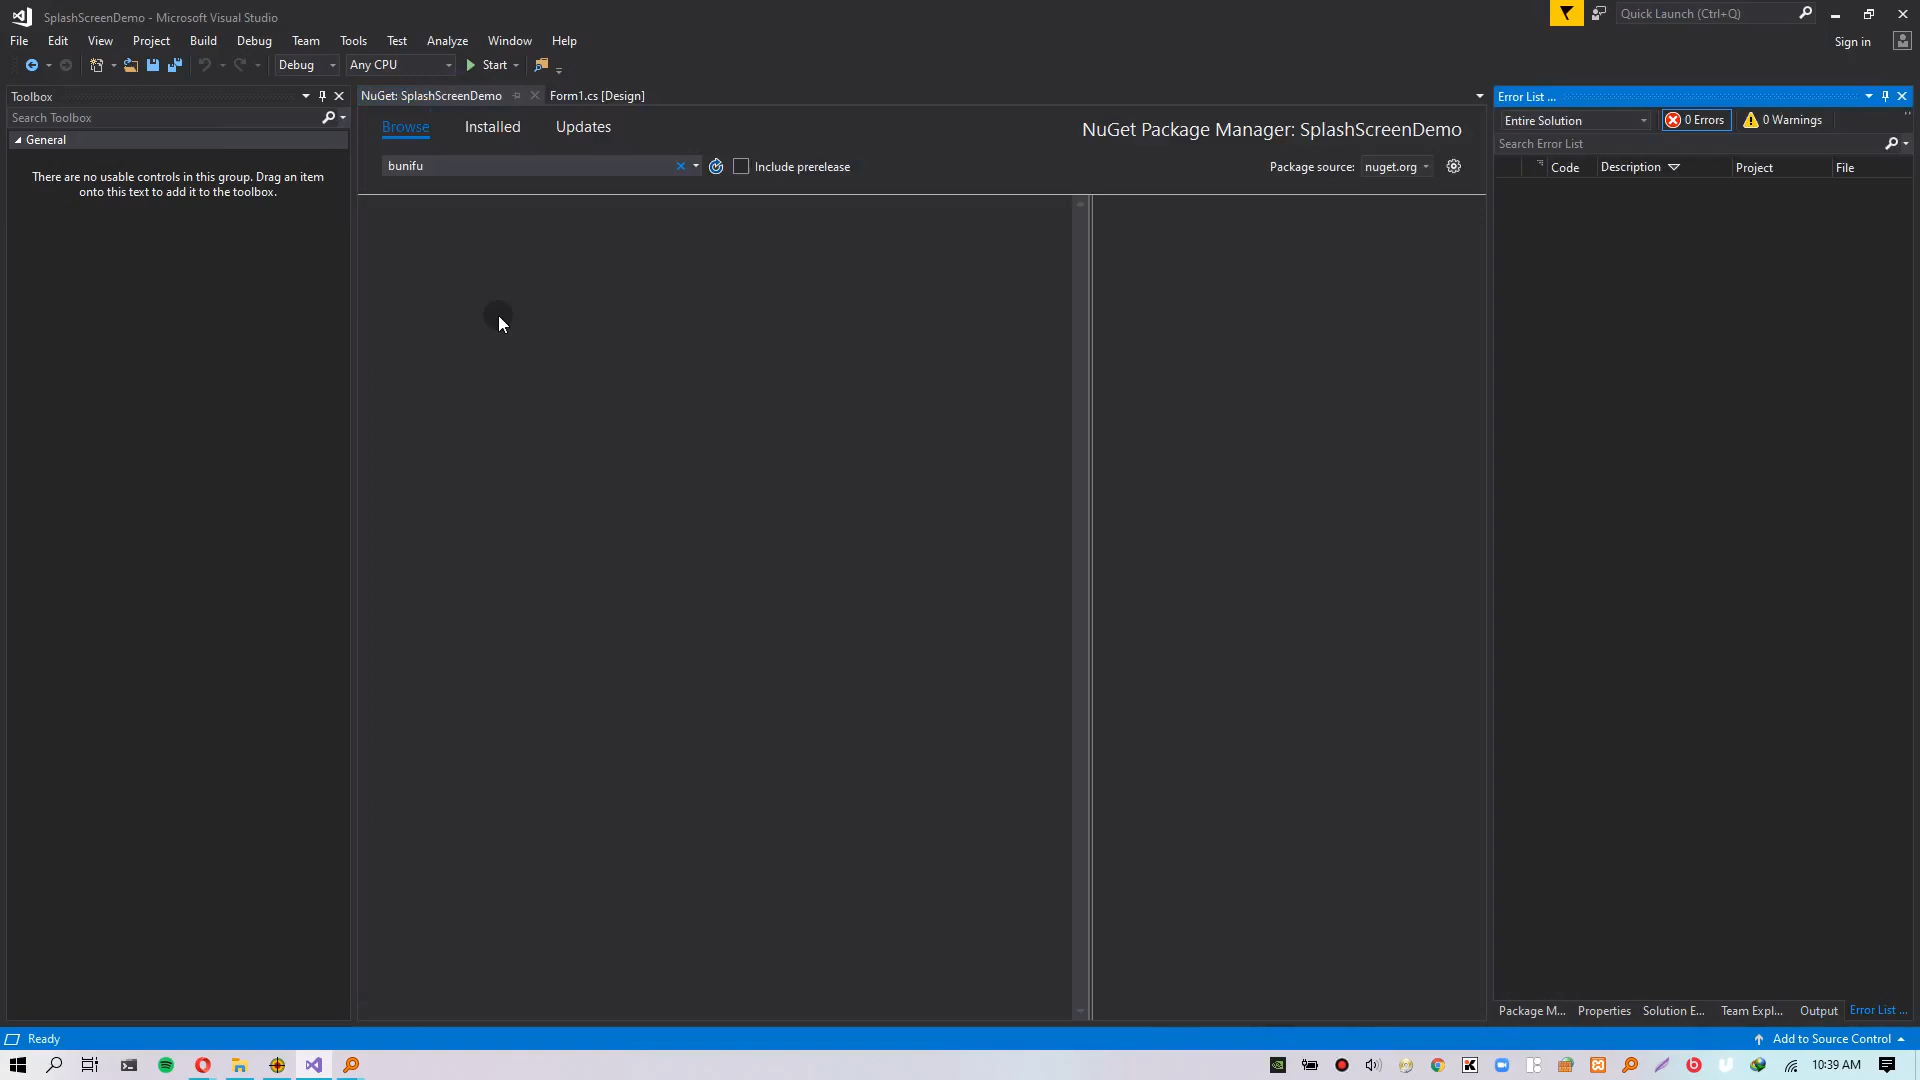 SplashScreenDemo - Microsoft Visual Studio
Quick Launch (Ctrl+Q)
File Edit View Project Build Debug Team Tools Test Analyze Window Help
Sign in
Debug Any CPU Start
Toolbox
Search Toolbox
General
There are no usable controls in this group. Drag an item
onto this text to add it to the toolbox.
NuGet: SplashScreenDemo
Form1.cs [Design]
Browse Installed Updates
NuGet Package Manager: SplashScreenDemo
bunifu
Include prerelease
Package source: nuget.org
Error List ...
Entire Solution
0 Errors
0 Warnings
Search Error List
Code Description Project File
Package M... Properties Solution E... Team Expl... Output Error List ...
Ready
Add to Source Control
10:39 AM